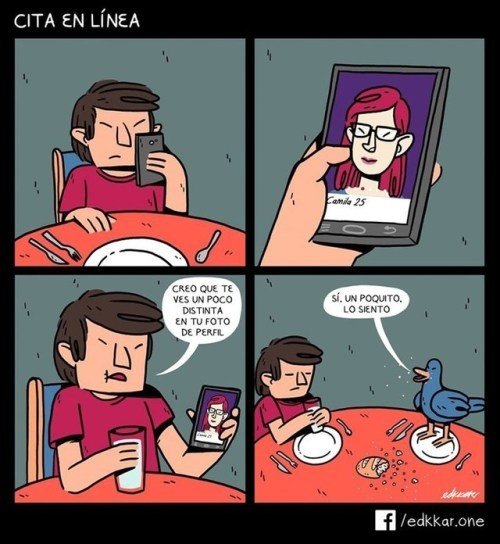 CITA EN LÍNEA
Camila 25
CREO QUE TE
VES UN POCO
DISTINTA
EN TU FOTO
DE PERFIL
SÍ, UN POQUITO,
LO SIENTO
edkkar
f /edkkar.one